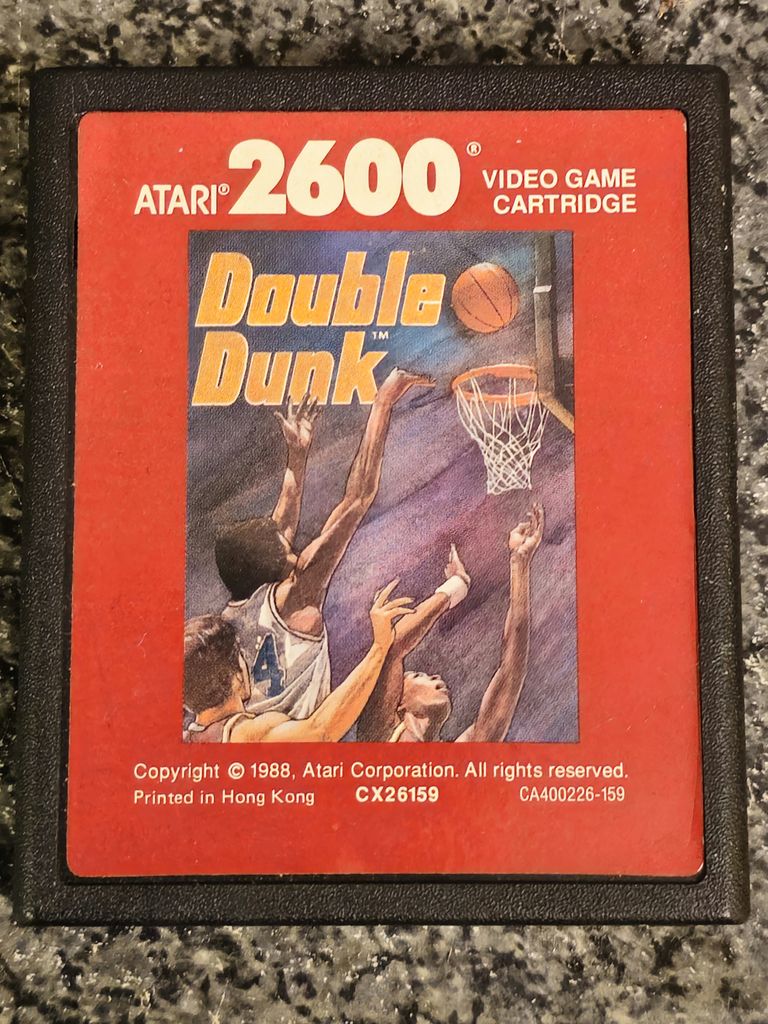 ATARI® 2600® VIDEO GAME
CARTRIDGE
Double
Dunk™
4
Copyright © 1988, Atari Corporation. All rights reserved.
Printed in Hong Kong CX26159 CA400226-159